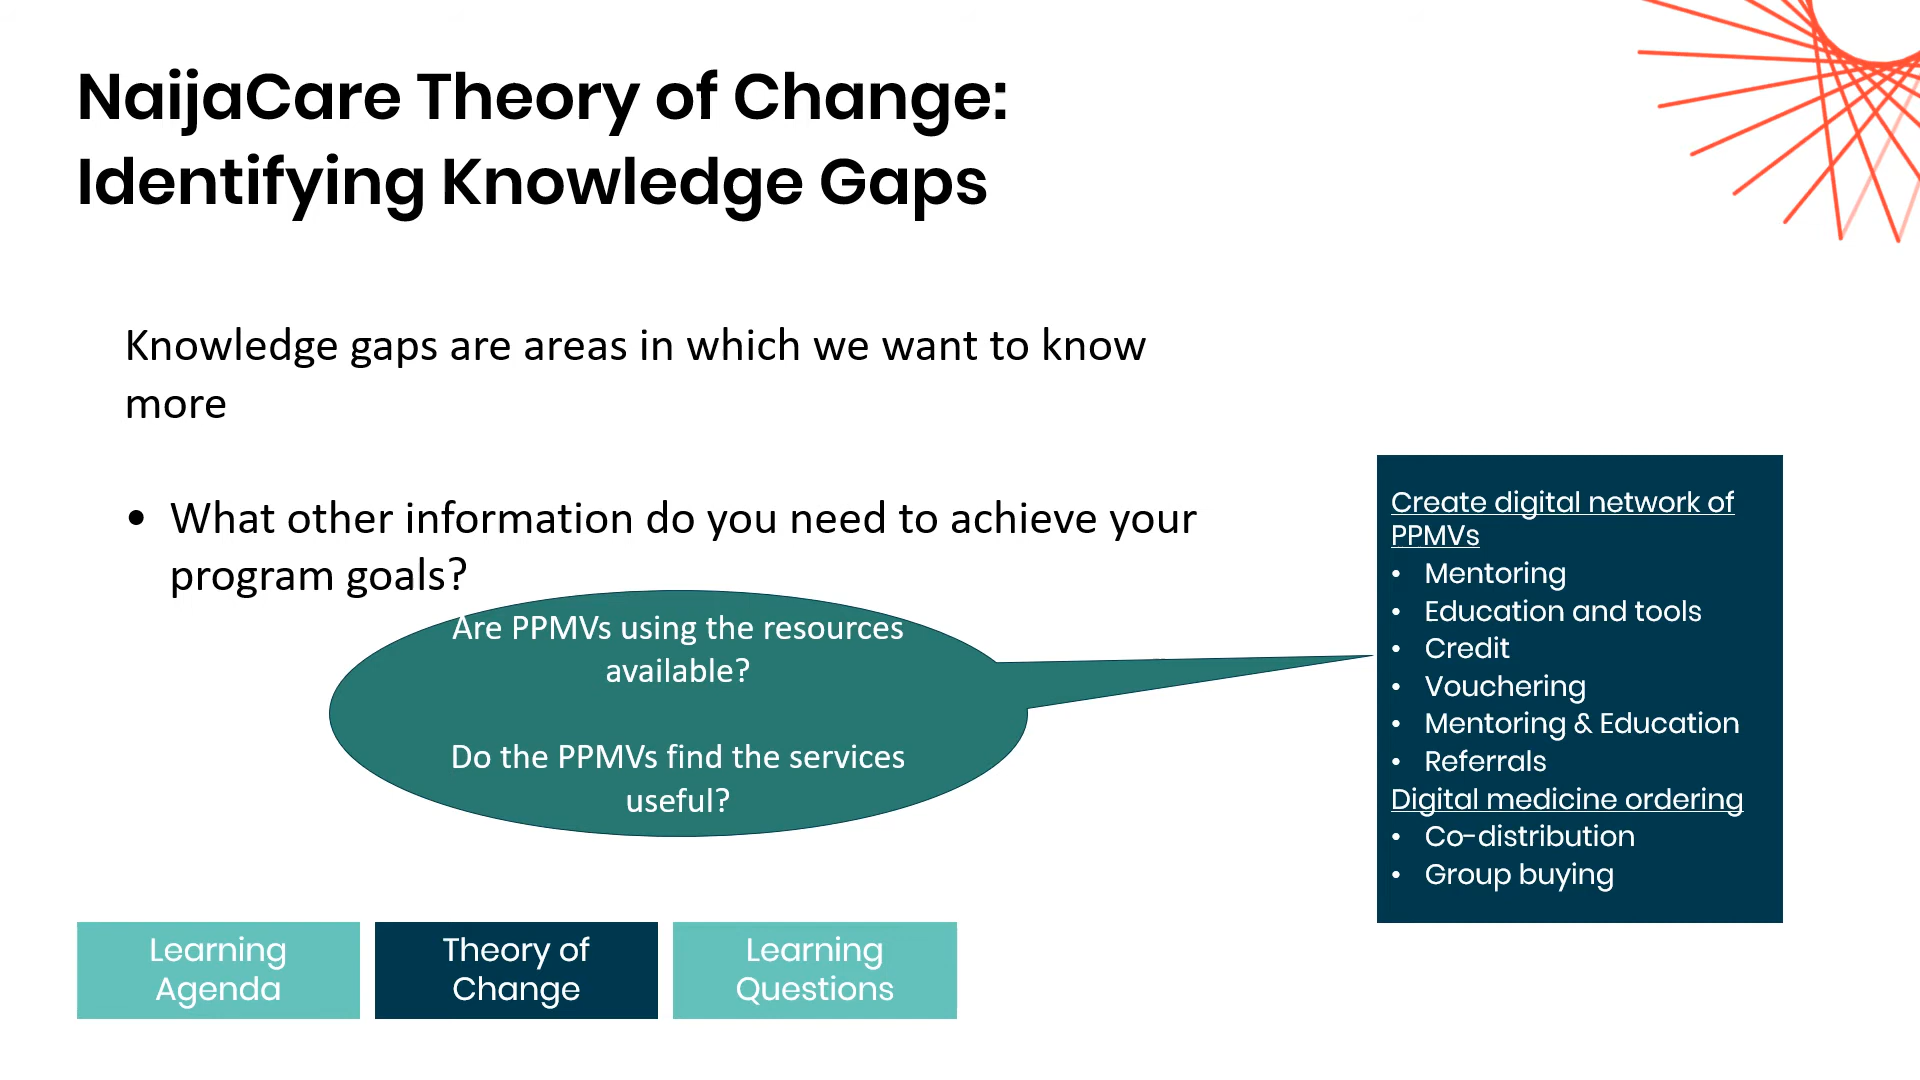 NaijaCare Theory of Change:
Identifying Knowledge Gaps
Knowledge gaps are areas in which we want to know
more
• What other information do you need to achieve your
program goals?
Are PPMVs using the resources
available?
Do the PPMVs find the services
useful?
Create digital network of
PPMVs
• Mentoring
• Education and tools
• Credit
• Vouchering
• Mentoring & Education
• Referrals
Digital medicine ordering
• Co-distribution
• Group buying
Learning
Agenda
Theory of
Change
Learning
Questions